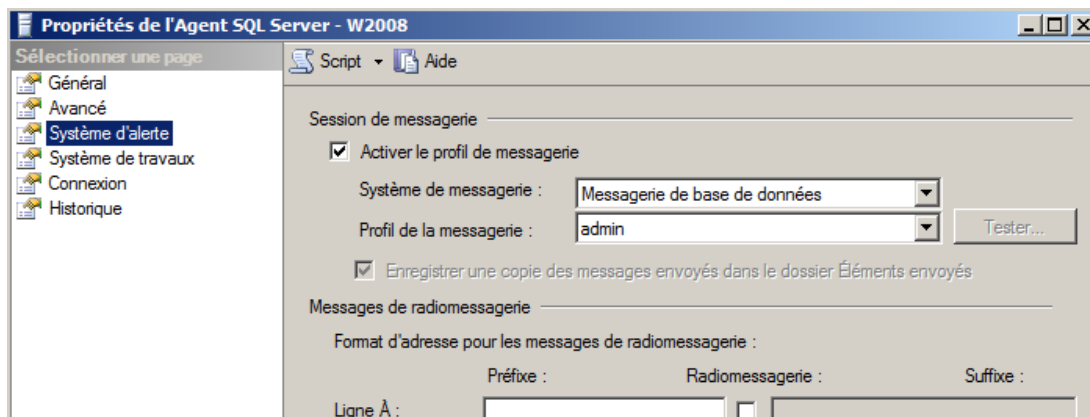 Propriétés de l'Agent SQL Server - W2008
Sélectionner une page
Général
Avancé
Système d'alerte
Système de travaux
Connexion
Historique
Script
Aide
Session de messagerie
Activer le profil de messagerie
Système de messagerie : Messagerie de base de données
Profil de la messagerie : admin Tester...
Enregistrer une copie des messages envoyés dans le dossier Éléments envoyés
Messages de radiomessagerie
Format d'adresse pour les messages de radiomessagerie :
Préfixe : Radiomessagerie : Suffixe :
Ligne À :